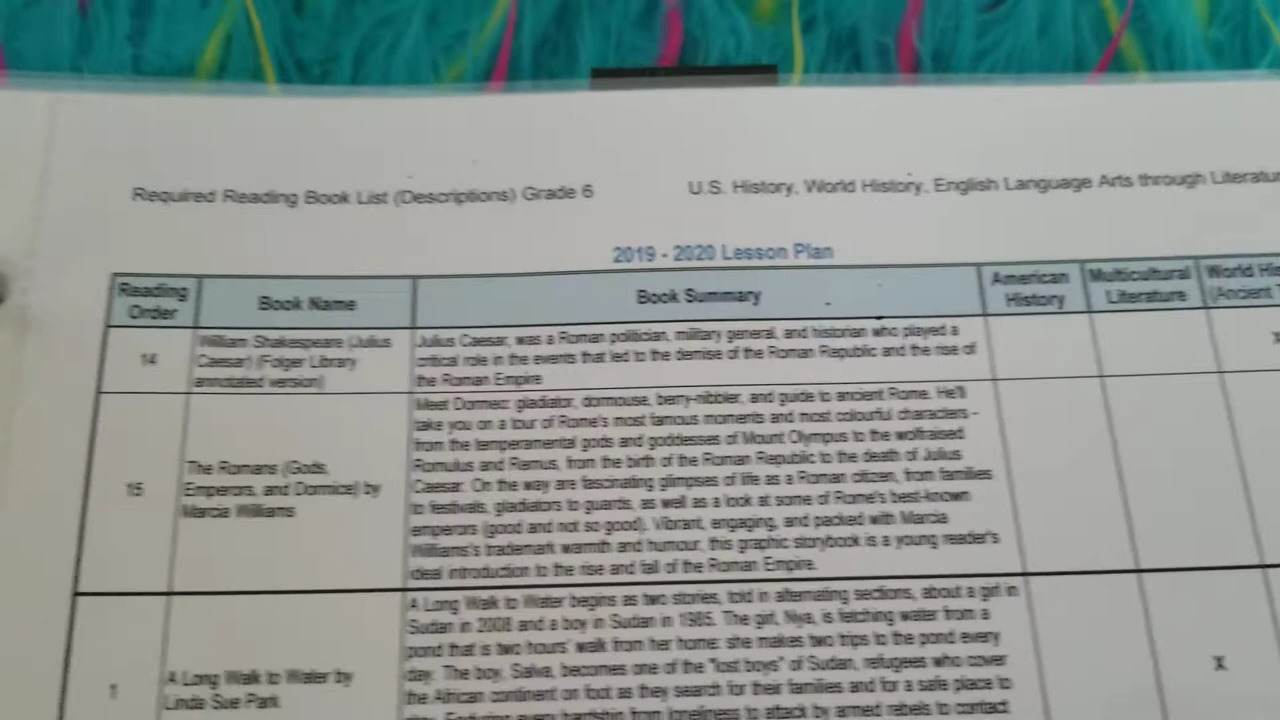 Required Reading Book List (Descriptions) Grade 6
U.S. History, World History, English Language Arts through
2019 - 2020 Lesson Plan
Reading Order
Book Name
Book Summary
American History
Multicultural Literature
World
(Ancient
14
William Shakespeare (Julius
Caesar) (Folger Library
annotated version)
Julius Caesar, was a Roman politician, military general, and historian who played a
critical role in the events that led to the demise of the Roman Republic and the rise of
the Roman Empire
15
The Romans (Gods,
Emperors, and Dormice) by
Marcia Williams
Meet Dormeo: gladiator, dormouse, berry-nibbler, and guide to ancient Rome. He'll
take you on a tour of Rome's most famous moments and most colourful characters -
from the temperamental gods and goddesses of Mount Olympus to the wolfraised
Romulus and Remus, from the birth of the Roman Republic to the death of Julius
Caesar. On the way are fascinating glimpses of life as a Roman citizen, from families
to festivals, gladiators to guards, as well as a look at some of Rome's best-known
emperors (good and not so good). Vibrant, engaging, and packed with Marcia
Williams's trademark warmth and humour, this graphic storybook is a young reader's
ideal introduction to the rise and fall of the Roman Empire.
1
A Long Walk to Water by
Linda Sue Park
A Long Walk to Water begins as two stories, told in alternating sections, about a girl in
Sudan in 2008 and a boy in Sudan in 1985. The girl, Nya, is fetching water from a
pond that is two hours' walk from her home: she makes two trips to the pond every
day. The boy, Salva, becomes one of the "lost boys" of Sudan, refugees who cover
the African continent on foot as they search for their families and for a safe place to
stay. Enduring every hardship from loneliness to attack by armed rebels to contact
X